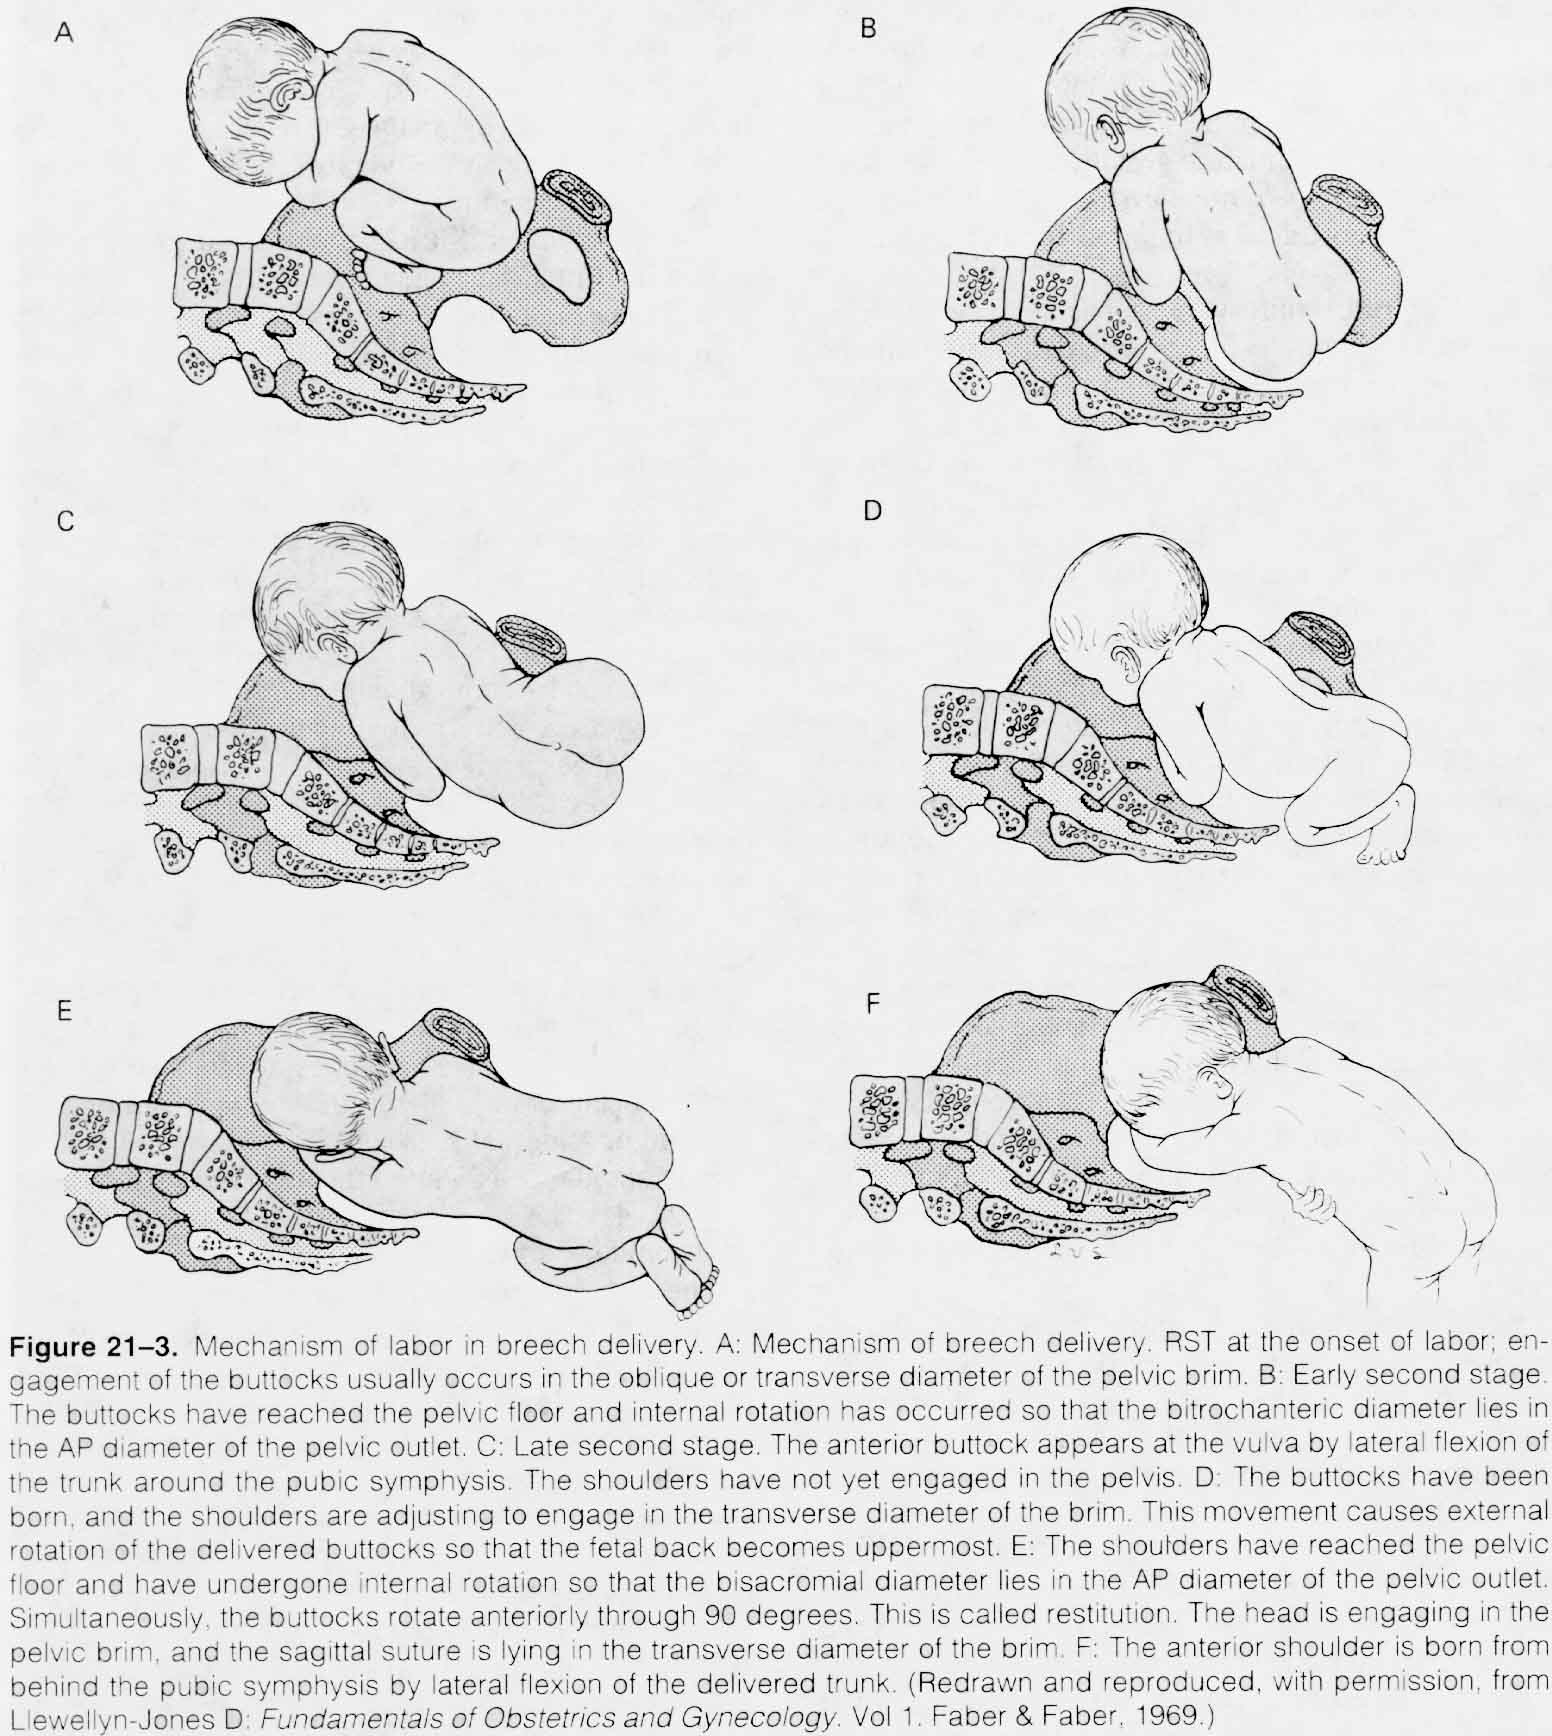 A
B
C
D
E
F
Figure 21–3. Mechanism of labor in breech delivery. A: Mechanism of breech delivery. RST at the onset of labor; en-
gagement of the buttocks usually occurs in the oblique or transverse diameter of the pelvic brim. B: Early second stage.
The buttocks have reached the pelvic floor and internal rotation has occurred so that the bitrochanteric diameter lies in
the AP diameter of the pelvic outlet. C: Late second stage. The anterior buttock appears at the vulva by lateral flexion of
the trunk around the pubic symphysis. The shoulders have not yet engaged in the pelvis. D: The buttocks have been
born, and the shoulders are adjusting to engage in the transverse diameter of the brim. This movement causes external
rotation of the delivered buttocks so that the fetal back becomes uppermost. E: The shoulders have reached the pelvic
floor and have undergone internal rotation so that the bisacromial diameter lies in the AP diameter of the pelvic outlet.
Simultaneously, the buttocks rotate anteriorly through 90 degrees. This is called restitution. The head is engaging in the
pelvic brim, and the sagittal suture is lying in the transverse diameter of the brim. F: The anterior shoulder is born from
behind the pubic symphysis by lateral flexion of the delivered trunk. (Redrawn and reproduced, with permission, from
Llewellyn-Jones D: Fundamentals of Obstetrics and Gynecology. Vol 1. Faber & Faber, 1969.)